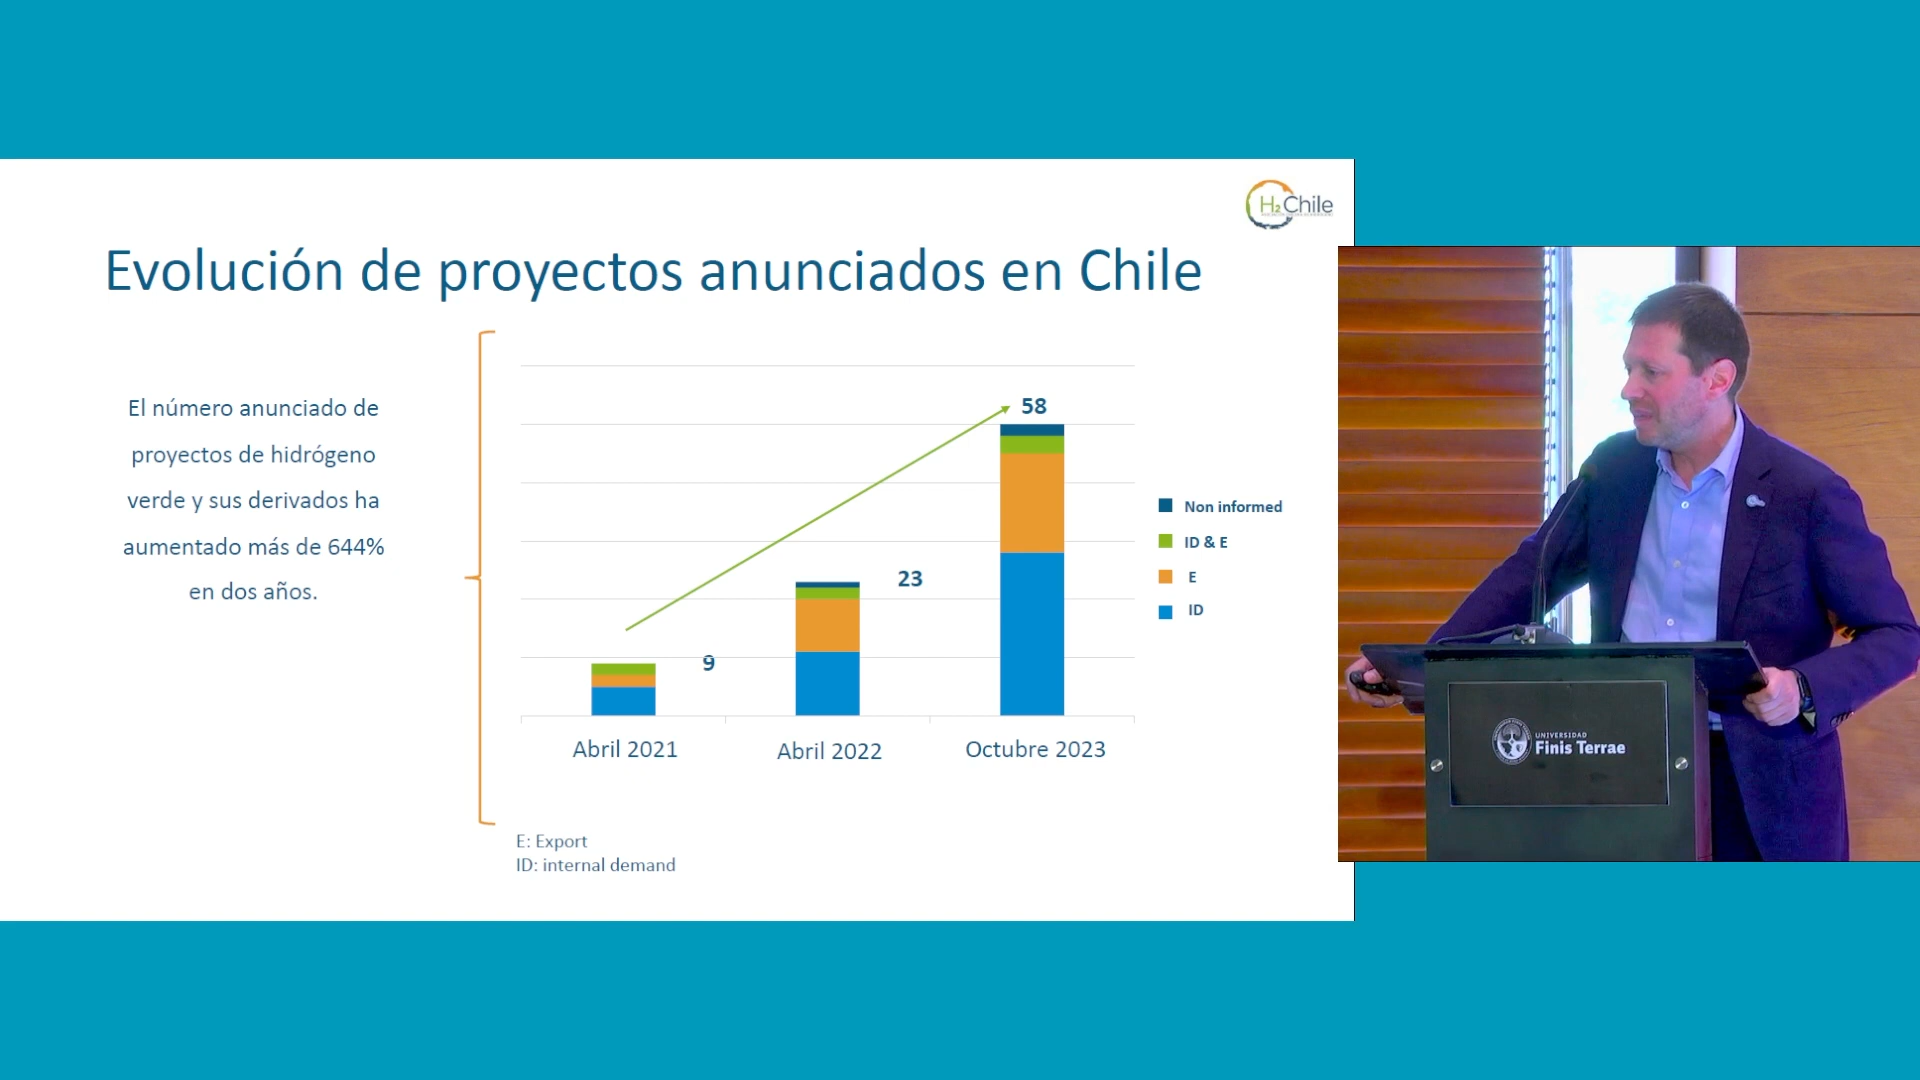 H2Chile
Evolución de proyectos anunciados en Chile
El número anunciado de
proyectos de hidrógeno
verde y sus derivados ha
aumentado más de 644%
en dos años.
58
23
9
Non informed
ID & E
E
ID
Abril 2021
Abril 2022
Octubre 2023
E: Export
ID: internal demand
UNIVERSIDAD
Finis Terrae